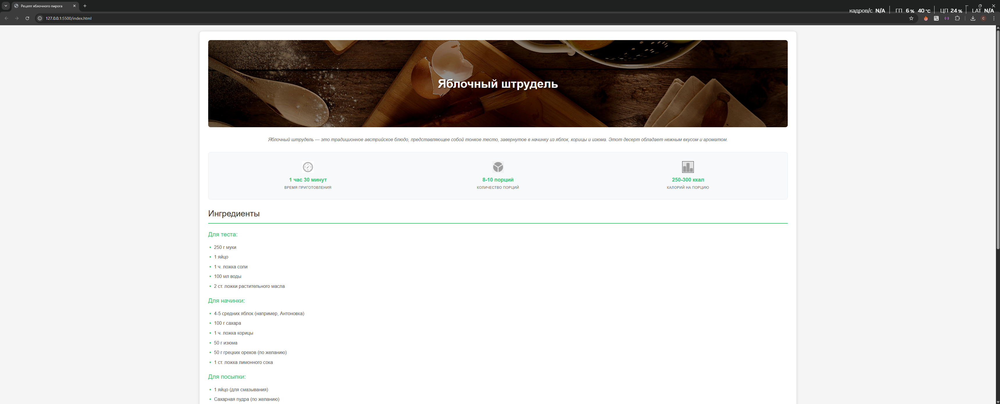 Рецепт яблочного пирога
кадров/с N/A ГП 6 % 40 °C ЦП 24 % LAT N/A
127.0.0.1:5500/index.html
C
Яблочный штрудель
Яблочный штрудель — это традиционное австрийское блюдо, представляющее собой тонкое тесто, завернутое в начинку из яблок, корицы и изюма. Этот десерт обладает нежным вкусом и ароматом.
1 час 30 минут
ВРЕМЯ ПРИГОТОВЛЕНИЯ
8-10 порций
КОЛИЧЕСТВО ПОРЦИЙ
250-300 ккал
КАЛОРИЙ НА ПОРЦИЮ
Ингредиенты
Для теста:
• 250 г муки
• 1 яйцо
• 1 ч. ложка соли
• 100 мл воды
• 2 ст. ложки растительного масла
Для начинки:
• 4-5 средних яблок (например, Антоновка)
• 100 г сахара
• 1 ч. ложка корицы
• 50 г изюма
• 50 г грецких орехов (по желанию)
• 1 ст. ложка лимонного сока
Для посыпки:
• 1 яйцо (для смазывания)
• Сахарная пудра (по желанию)